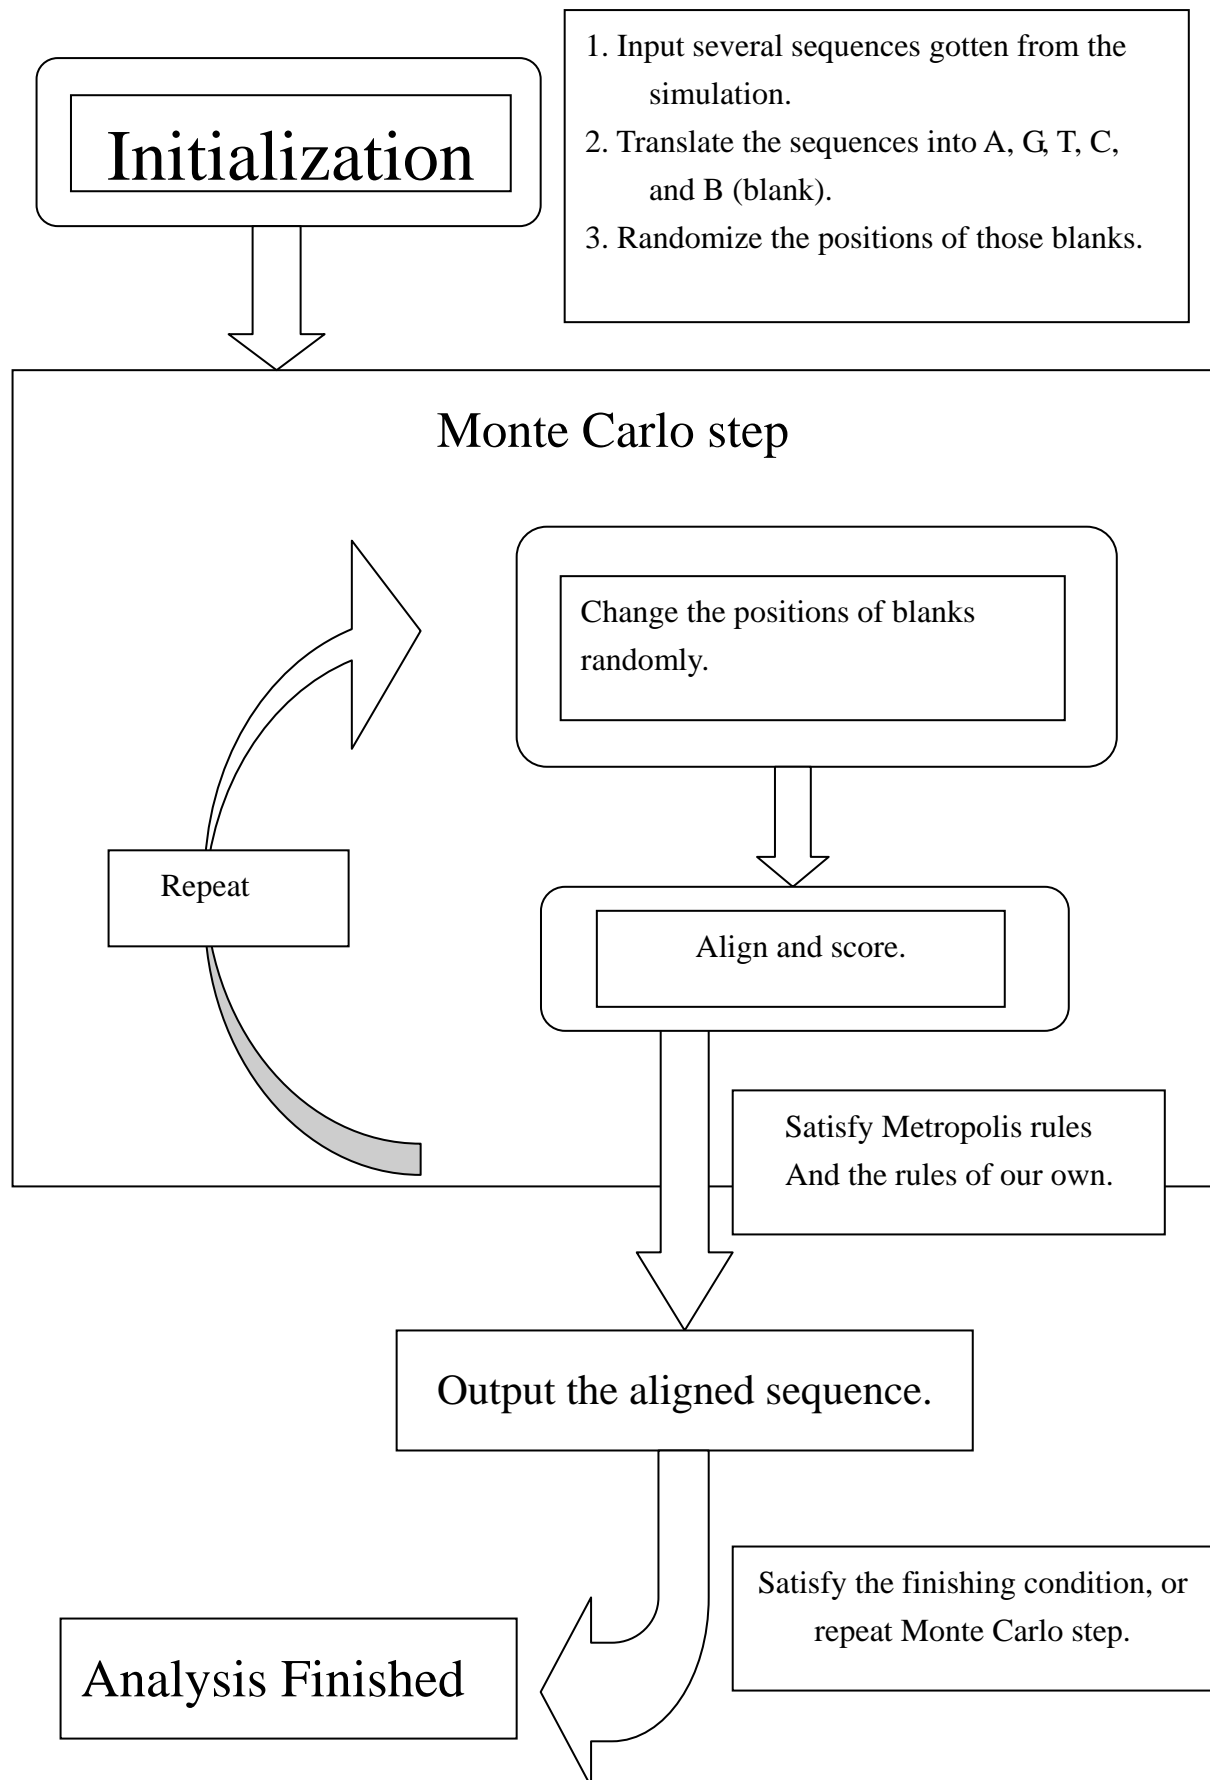 Initialization
1. Input several sequences gotten from the
simulation.
2. Translate the sequences into A, G, T, C,
and B (blank).
3. Randomize the positions of those blanks.
Monte Carlo step
Change the positions of blanks
randomly.
Repeat
Align and score.
Satisfy Metropolis rules
And the rules of our own.
Output the aligned sequence.
Satisfy the finishing condition, or
repeat Monte Carlo step.
Analysis Finished